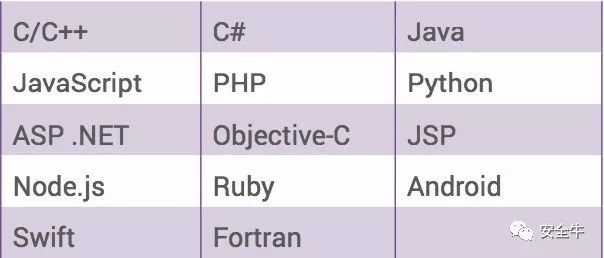 C/C++ C# Java
JavaScript PHP Python
ASP .NET Objective-C JSP
Node.js Ruby Android
Swift Fortran
安全牛